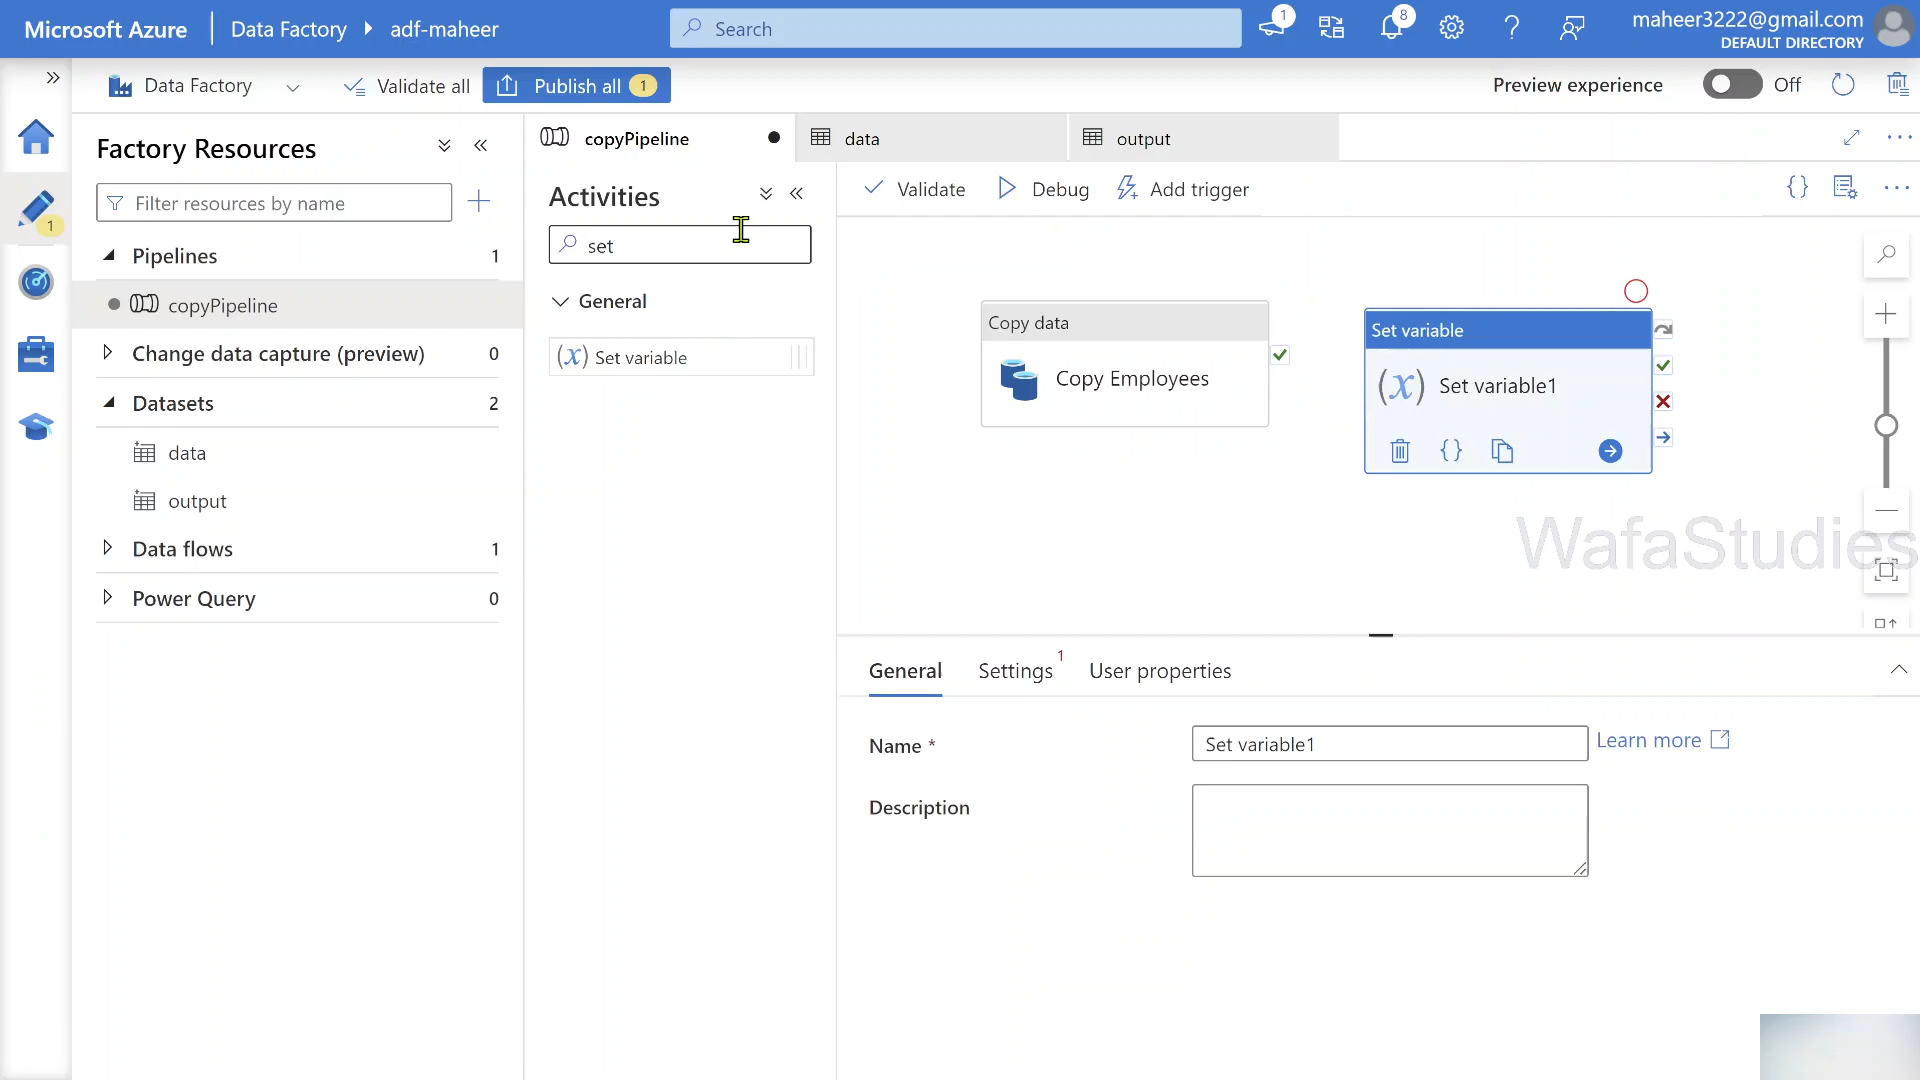 Microsoft Azure
Data Factory
adf-maheer
Search
1
8
maheer3222@gmail.com
DEFAULT DIRECTORY
Data Factory
Validate all
Publish all 1
Preview experience
Off
1
Factory Resources
Filter resources by name
Pipelines 1
copyPipeline
Change data capture (preview) 0
Datasets 2
data
output
Data flows 1
Power Query 0
copyPipeline
data
output
Activities
set
General
(x) Set variable
Validate
Debug
Add trigger
Copy data
Copy Employees
Set variable
(x) Set variable1
WafaStudies
General
Settings 1
User properties
Name *
Set variable1
Learn more
Description